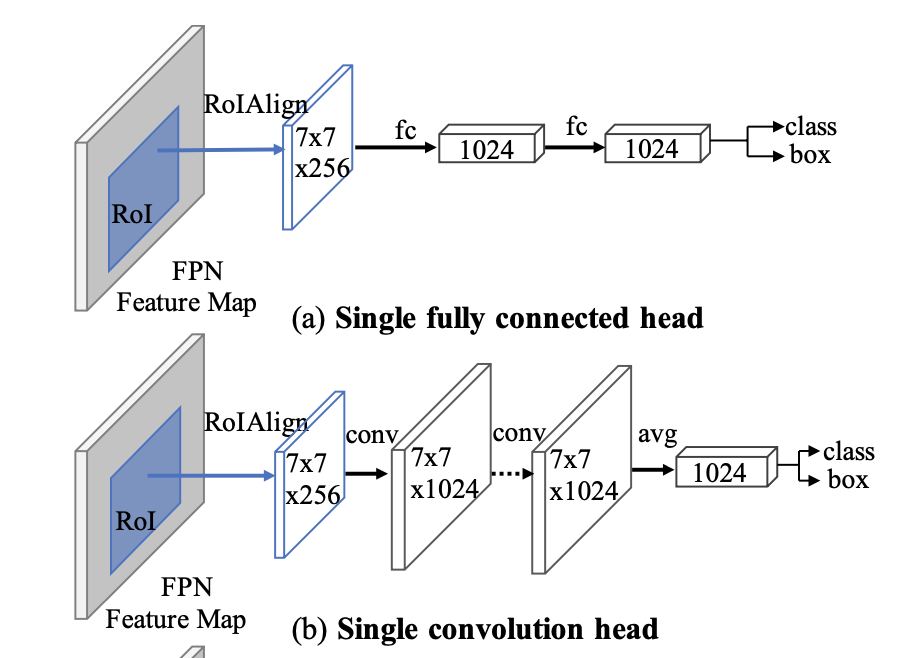 RoIAlign
7x7
x256
fc
1024
fc
1024
class
box
RoI
FPN
Feature Map
(a) Single fully connected head
RoIAlign
7x7
x256
conv
7x7
x1024
conv
7x7
x1024
avg
1024
class
box
RoI
FPN
Feature Map
(b) Single convolution head